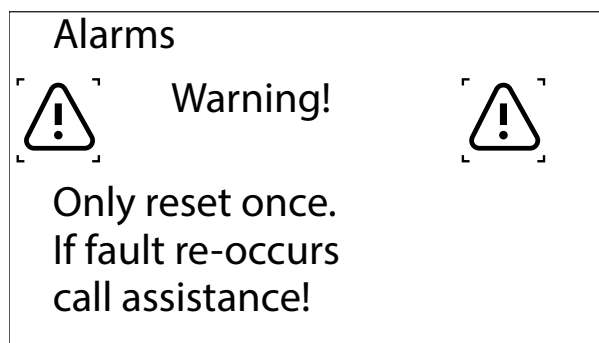 Alarms
Warning!
Only reset once.
If fault re-occurs
call assistance!